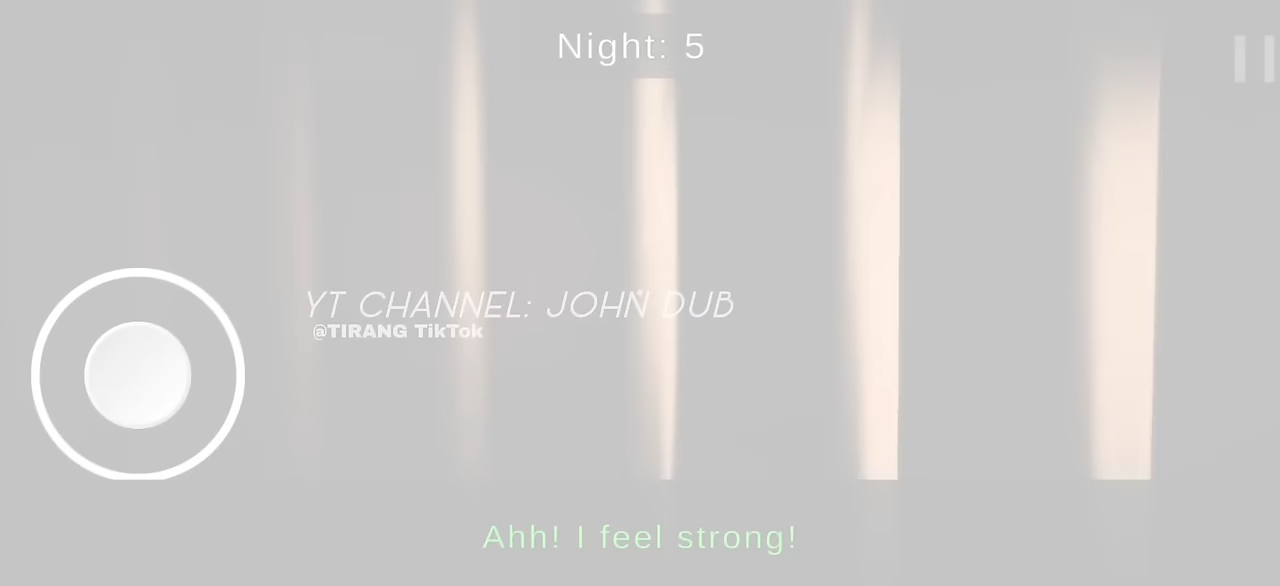 Night: 5
YT CHANNEL: JOHN DUB
@TIRANG TikTok
Ahh! I feel strong!